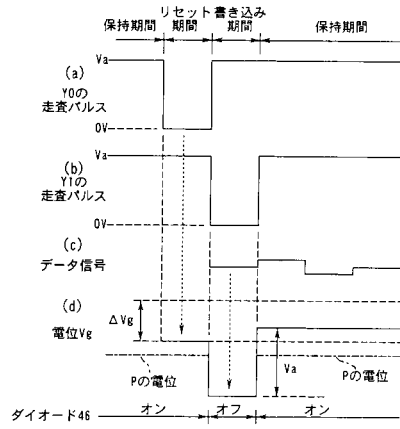 リセット書き込み
保持期間 期間 期間 保持期間
(a) Va
Y0の
走査パルス
0V
(b) Va
Y1の
走査パルス
0V
(c)
データ信号
(d)
ΔVg
電位Vg
Va
Pの電位 Pの電位
ダイオード46 オン オフ オン